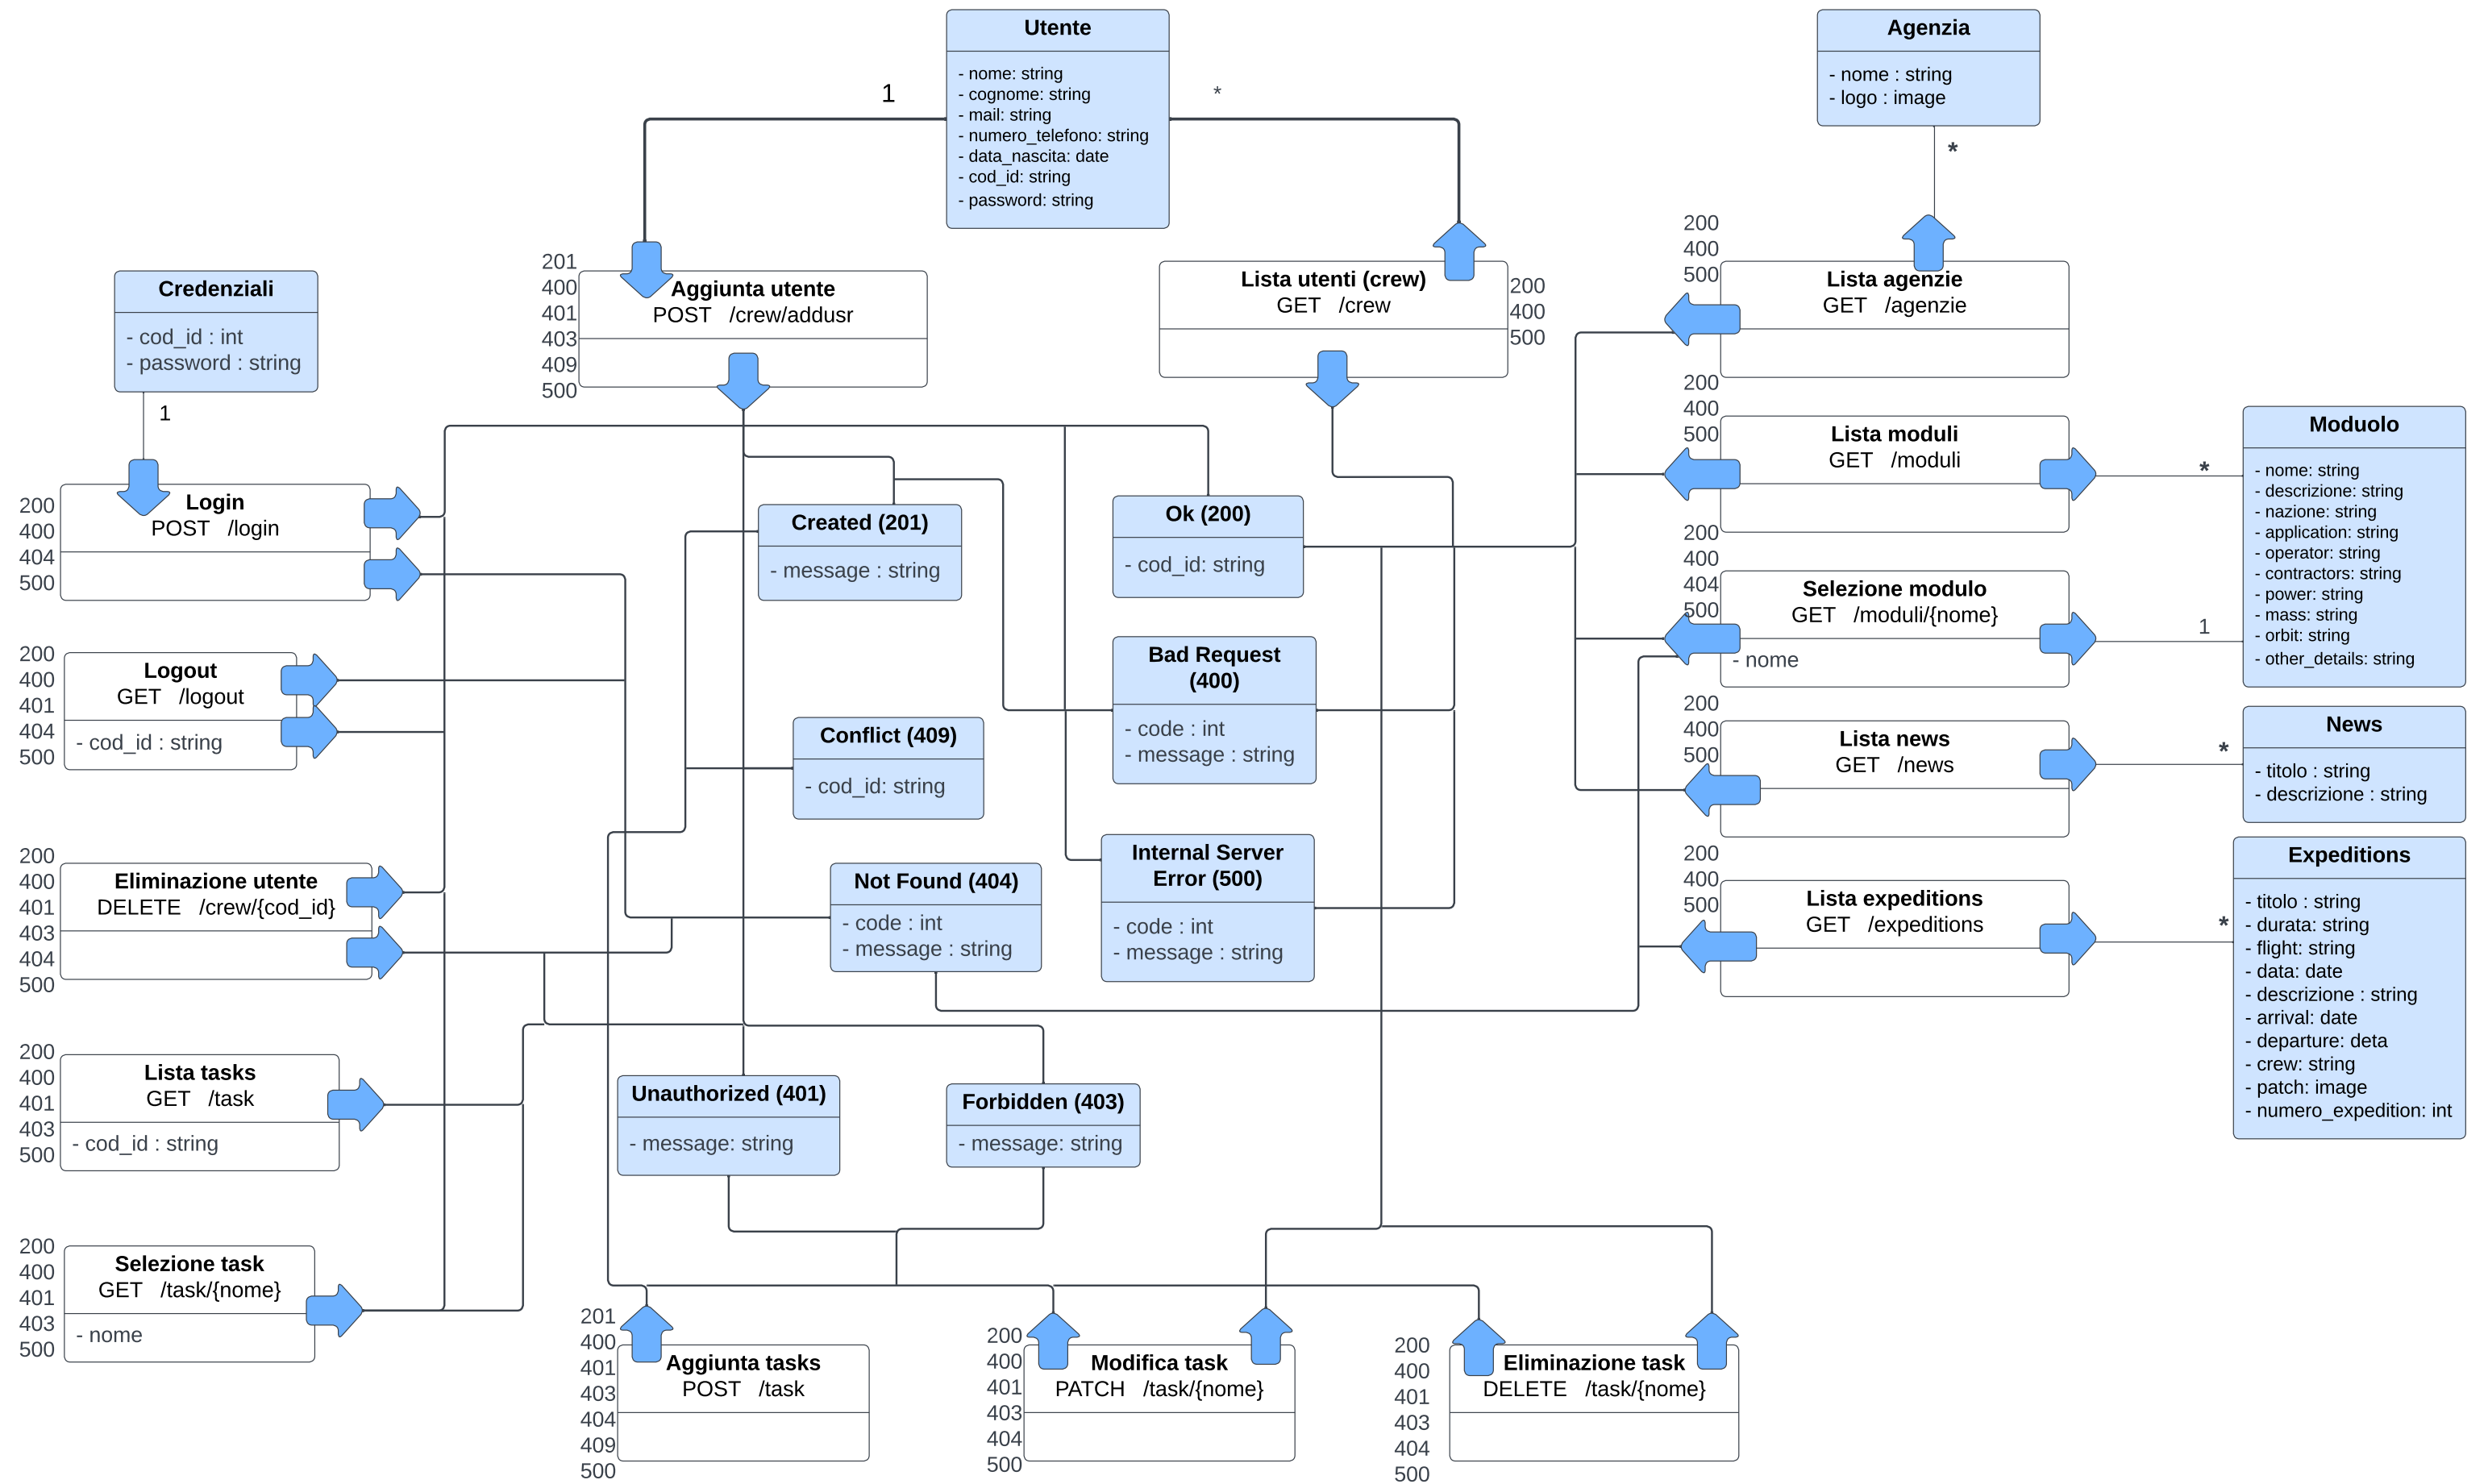 Utente
- nome: string
- cognome: string
- mail: string
- numero_telefono: string
- data_nascita: date
- cod_id: string
- password: string
1
*
Agenzia
- nome : string
- logo : image
*
Credenziali
- cod_id : int
- password : string
1
201
400
401
403
409
500
Aggiunta utente
POST /crew/addusr
Lista utenti (crew)
GET /crew
200
400
500
200
400
500
Lista agenzie
GET /agenzie
200
400
500
Lista moduli
GET /moduli
*
Moduolo
- nome: string
- descrizione: string
- nazione: string
- application: string
- operator: string
- contractors: string
- power: string
- mass: string
- orbit: string
- other_details: string
200
400
404
500
Login
POST /login
Created (201)
- message : string
Ok (200)
- cod_id: string
200
400
404
500
Selezione modulo
GET /moduli/{nome}
- nome
1
200
400
401
404
500
Logout
GET /logout
- cod_id : string
Bad Request
(400)
- code : int
- message : string
Conflict (409)
- cod_id: string
200
400
500
Lista news
GET /news
*
News
- titolo : string
- descrizione : string
200
400
401
403
404
500
Eliminazione utente
DELETE /crew/{cod_id}
Not Found (404)
- code : int
- message : string
Internal Server
Error (500)
- code : int
- message : string
200
400
500
Lista expeditions
GET /expeditions
*
Expeditions
- titolo : string
- durata: string
- flight: string
- data: date
- descrizione : string
- arrival: date
- departure: deta
- crew: string
- patch: image
- numero_expedition: int
200
400
401
403
500
Lista tasks
GET /task
- cod_id : string
Unauthorized (401)
- message: string
Forbidden (403)
- message: string
200
400
401
403
500
Selezione task
GET /task/{nome}
- nome
201
400
401
403
404
409
500
Aggiunta tasks
POST /task
200
400
401
403
404
500
Modifica task
PATCH /task/{nome}
200
400
401
403
404
500
Eliminazione task
DELETE /task/{nome}